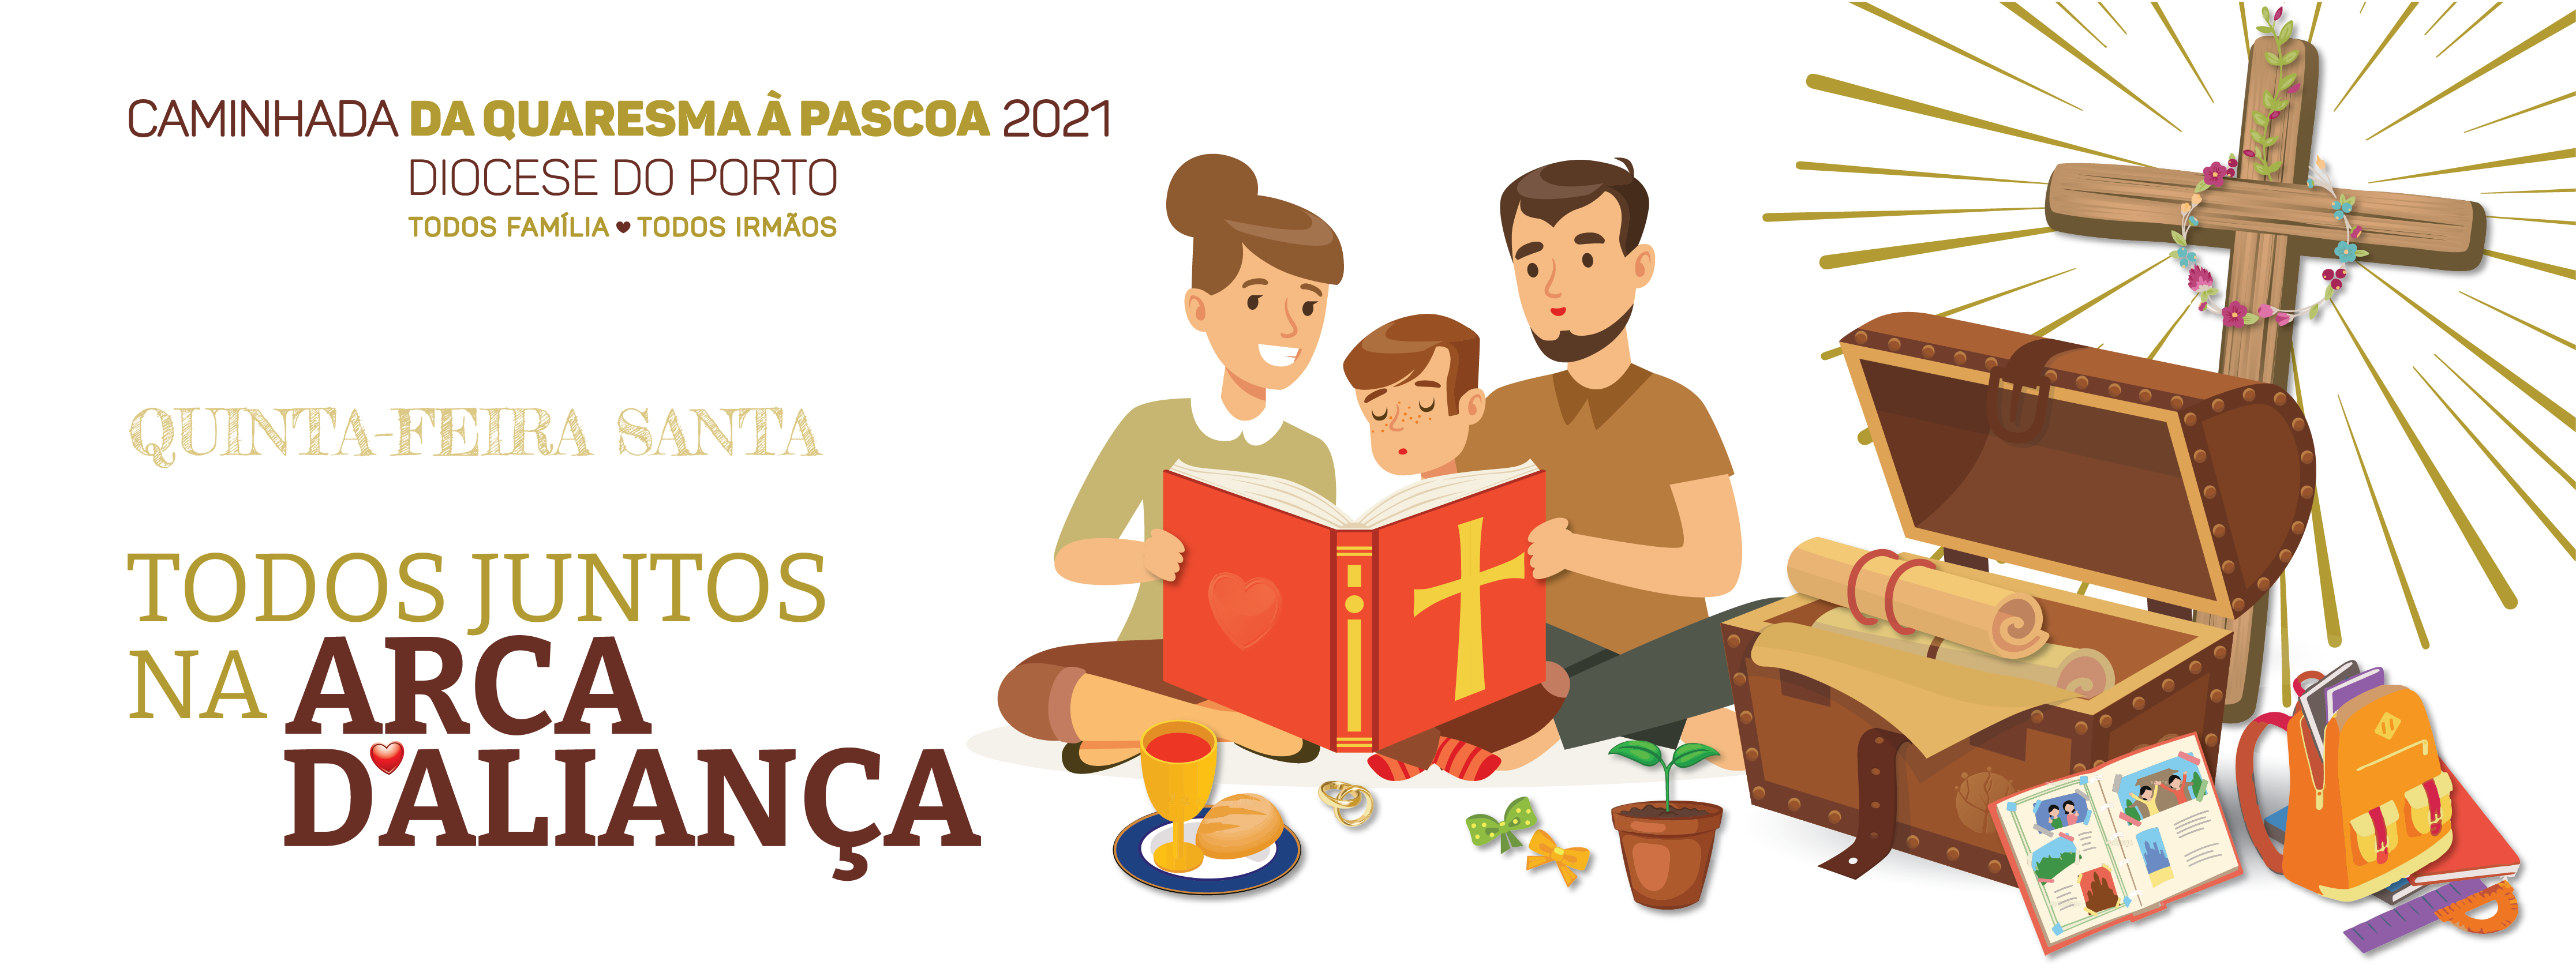 CAMINHADA DA QUARESMA À PASCOA 2021
DIOCESE DO PORTO
TODOS FAMÍLIA ♥ TODOS IRMÃOS
QUINTA-FEIRA SANTA
TODOS JUNTOS
NA ARCA
D'ALIANÇA